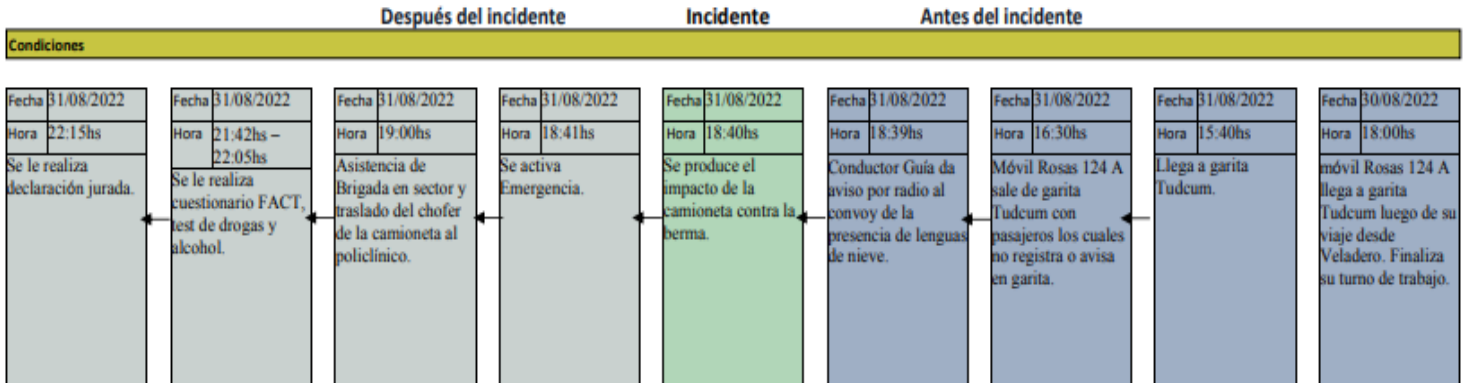 Después del incidente
Incidente
Antes del incidente
Condiciones
Fecha 31/08/2022
Hora 22:15hs
Se le realiza
declaración jurada.
Fecha 31/08/2022
Hora 21:42hs –
22:05hs
Se le realiza
cuestionario FACT,
test de drogas y
alcohol.
Fecha 31/08/2022
Hora 19:00hs
Asistencia de
Brigada en sector y
traslado del chofer
de la camioneta al
policlínico.
Fecha 31/08/2022
Hora 18:41hs
Se activa
Emergencia.
Fecha 31/08/2022
Hora 18:40hs
Se produce el
impacto de la
camioneta contra la
berma.
Fecha 31/08/2022
Hora 18:39hs
Conductor Guía da
aviso por radio al
convoy de la
presencia de lenguas
de nieve.
Fecha 31/08/2022
Hora 16:30hs
Móvil Rosas 124 A
sale de garita
Tudcum con
pasajeros los cuales
no registra o avisa
en garita.
Fecha 31/08/2022
Hora 15:40hs
Llega a garita
Tudcum.
Fecha 30/08/2022
Hora 18:00hs
móvil Rosas 124 A
llega a garita
Tudcum luego de su
viaje desde
Veladero. Finaliza
su turno de trabajo.